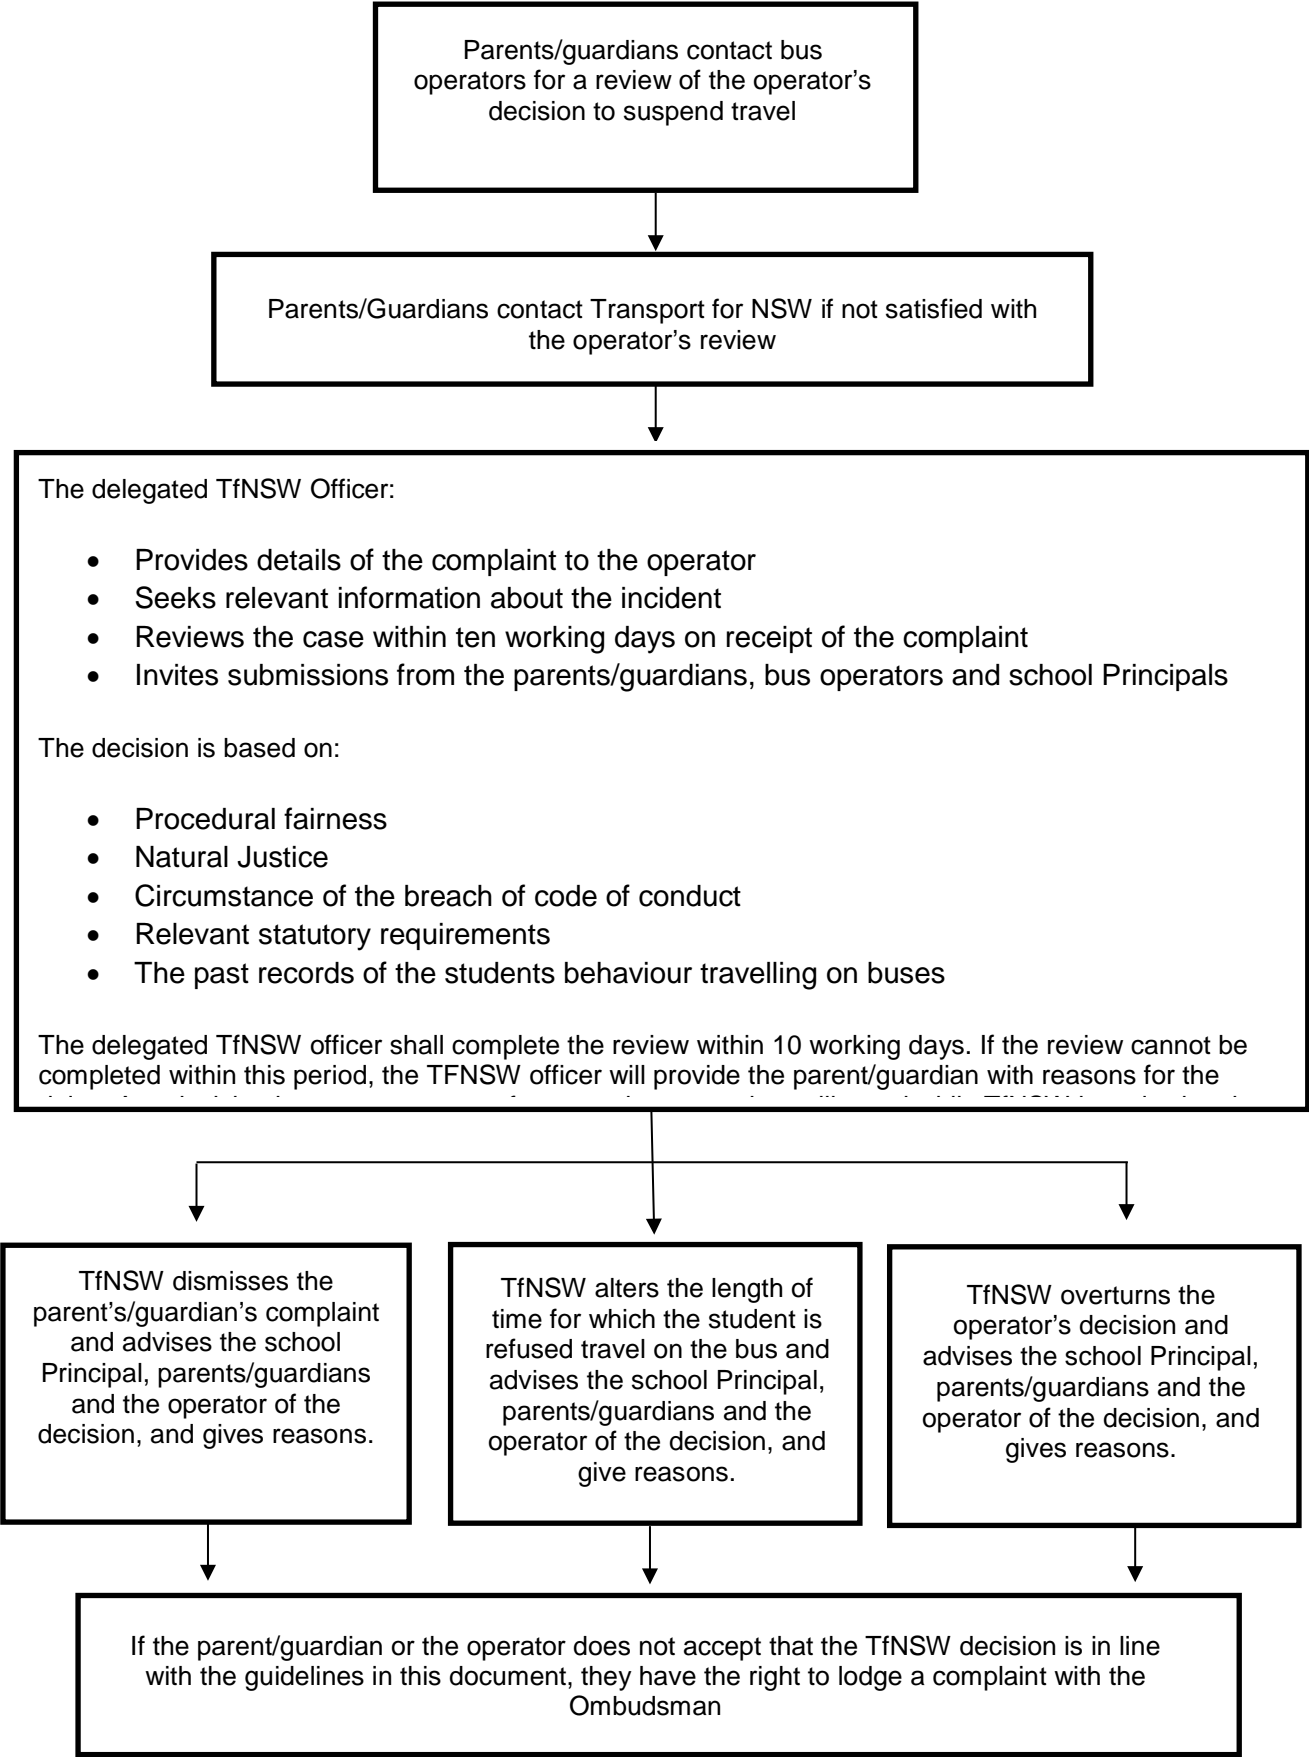 Parents/guardians contact bus
operators for a review of the operator’s
decision to suspend travel
Parents/Guardians contact Transport for NSW if not satisfied with
the operator’s review
The delegated TfNSW Officer:
• Provides details of the complaint to the operator
• Seeks relevant information about the incident
• Reviews the case within ten working days on receipt of the complaint
• Invites submissions from the parents/guardians, bus operators and school Principals
The decision is based on:
• Procedural fairness
• Natural Justice
• Circumstance of the breach of code of conduct
• Relevant statutory requirements
• The past records of the students behaviour travelling on buses
The delegated TfNSW officer shall complete the review within 10 working days. If the review cannot be
completed within this period, the TFNSW officer will provide the parent/guardian with reasons for the
TfNSW dismisses the
parent’s/guardian’s complaint
and advises the school
Principal, parents/guardians
and the operator of the
decision, and gives reasons.
TfNSW alters the length of
time for which the student is
refused travel on the bus and
advises the school Principal,
parents/guardians and the
operator of the decision, and
give reasons.
TfNSW overturns the
operator’s decision and
advises the school Principal,
parents/guardians and the
operator of the decision, and
gives reasons.
If the parent/guardian or the operator does not accept that the TfNSW decision is in line
with the guidelines in this document, they have the right to lodge a complaint with the
Ombudsman